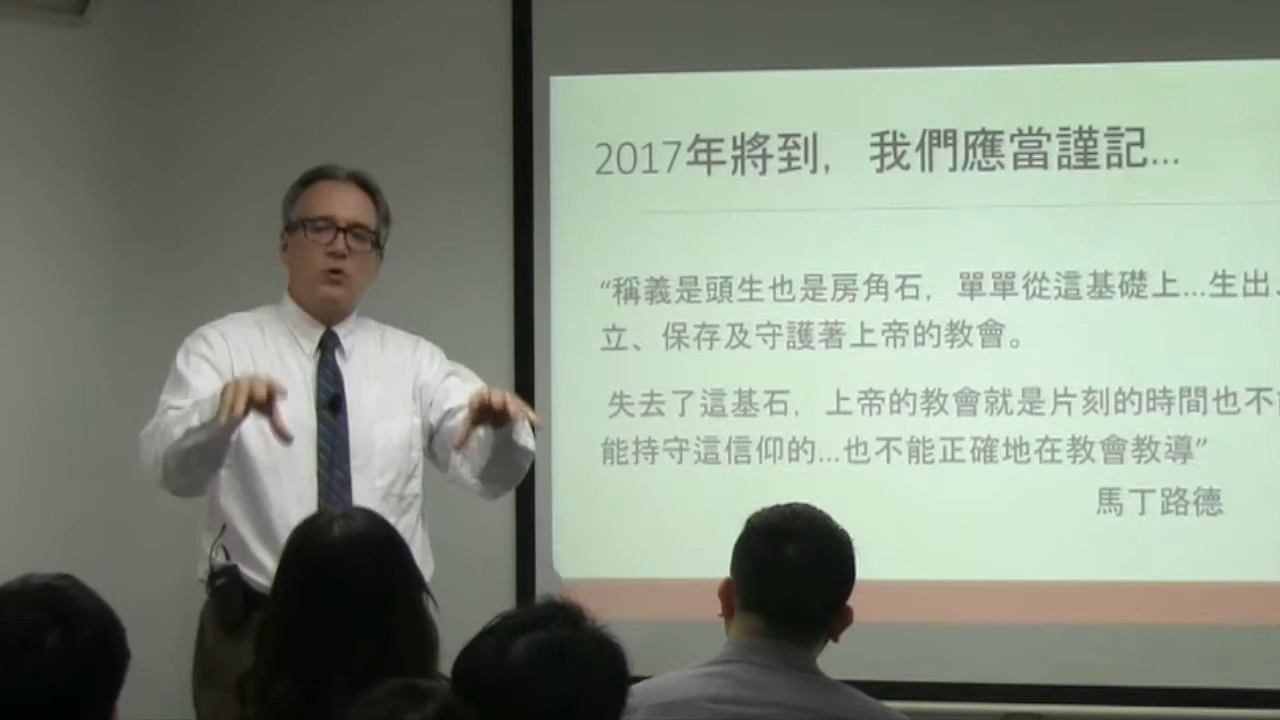 2017年將到，我們應當謹記...
“稱義是頭生也是房角石，單單從這基礎上...生出、
立、保存及守護著上帝的教會。
失去了這基石，上帝的教會就是片刻的時間也不
能持守這信仰的...也不能正確地在教會教導”
馬丁路德